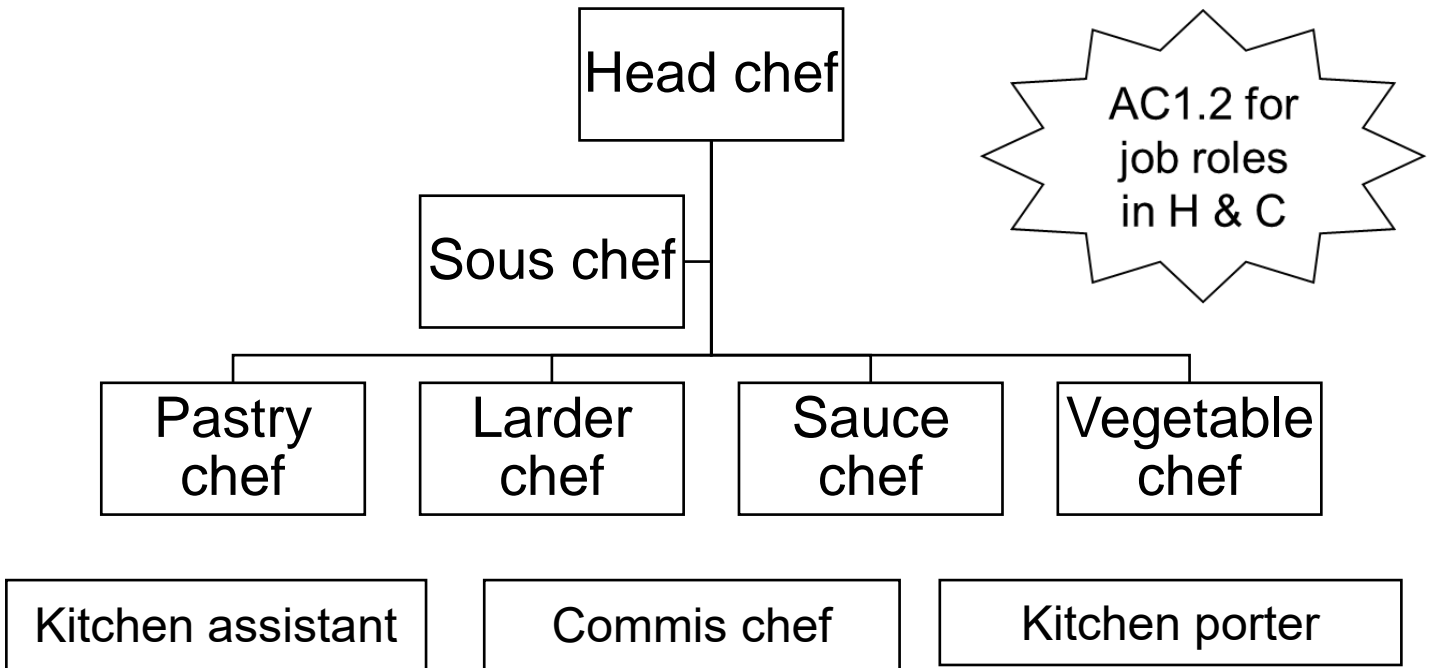 Head chef
AC1.2 for
job roles
in H & C
Sous chef
Pastry
chef
Larder
chef
Sauce
chef
Vegetable
chef
Kitchen assistant
Commis chef
Kitchen porter